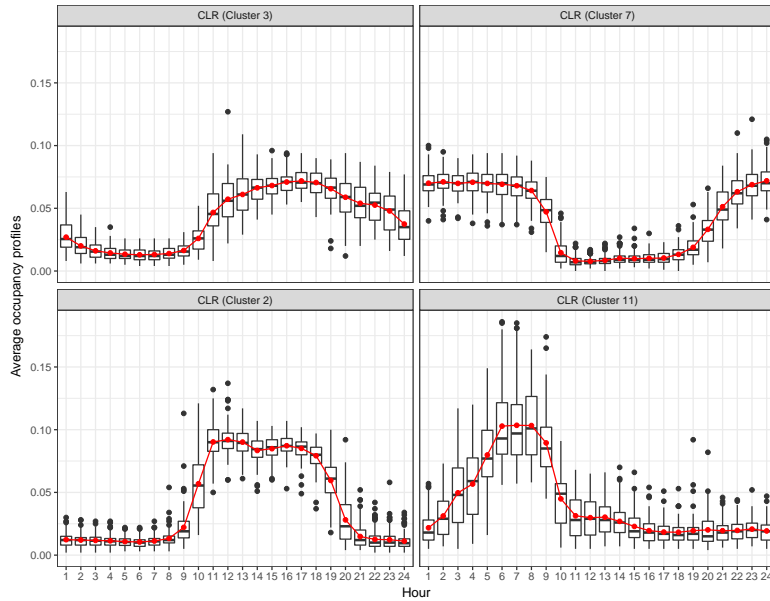 CLR (Cluster 3) CLR (Cluster 7)
0.15
0.10
0.05
0.00
CLR (Cluster 2) CLR (Cluster 11)
0.15
0.10
0.05
0.00
Average occupancy profiles
1 2 3 4 5 6 7 8 9 10 11 12 13 14 15 16 17 18 19 20 21 22 23 24 1 2 3 4 5 6 7 8 9 10 11 12 13 14 15 16 17 18 19 20 21 22 23 24
Hour